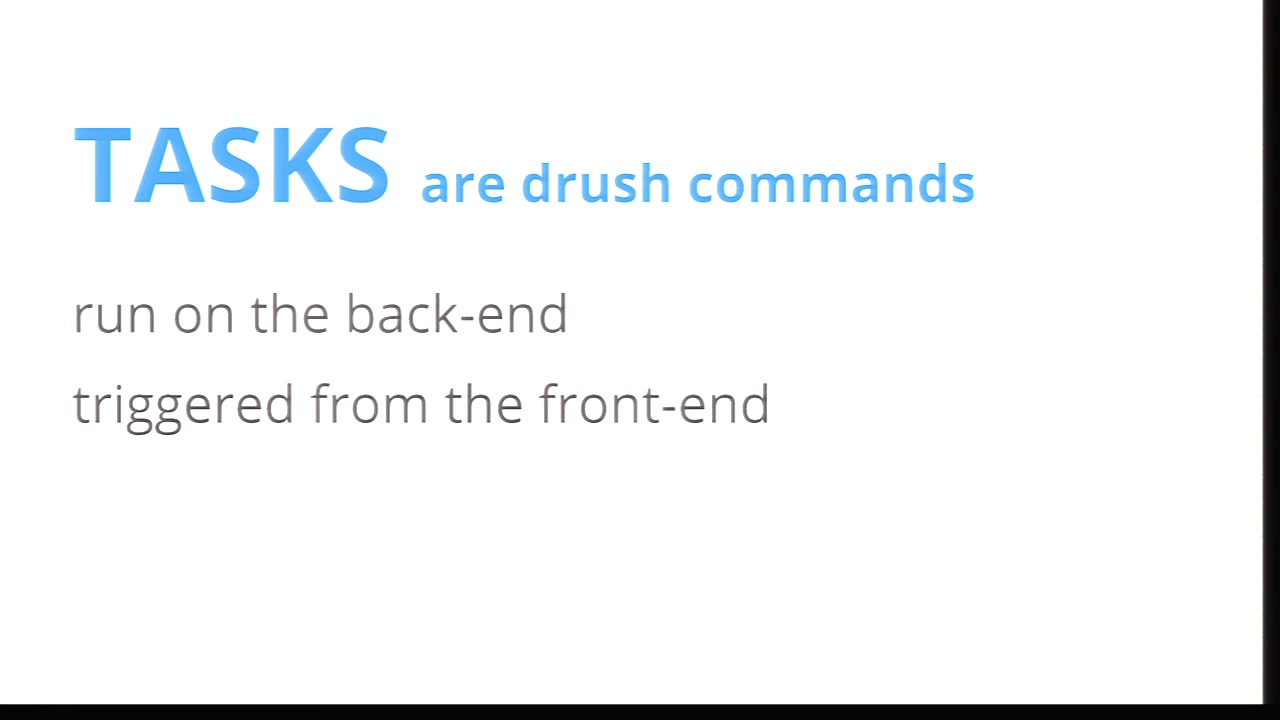 TASKS are drush commands
run on the back-end
triggered from the front-end